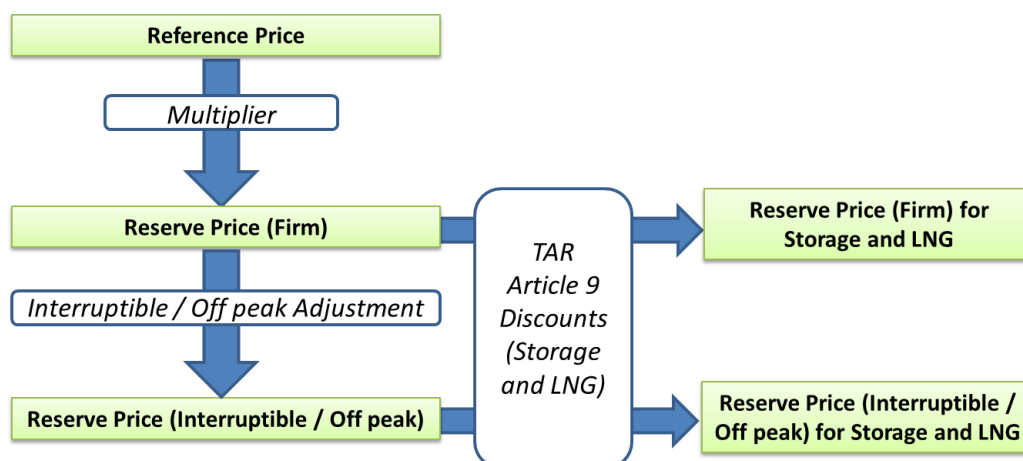 Reference Price
Multiplier
Reserve Price (Firm)
Interruptible / Off peak Adjustment
Reserve Price (Interruptible / Off peak)
TAR
Article 9
Discounts
(Storage
and LNG)
Reserve Price (Firm) for
Storage and LNG
Reserve Price (Interruptible /
Off peak) for Storage and LNG